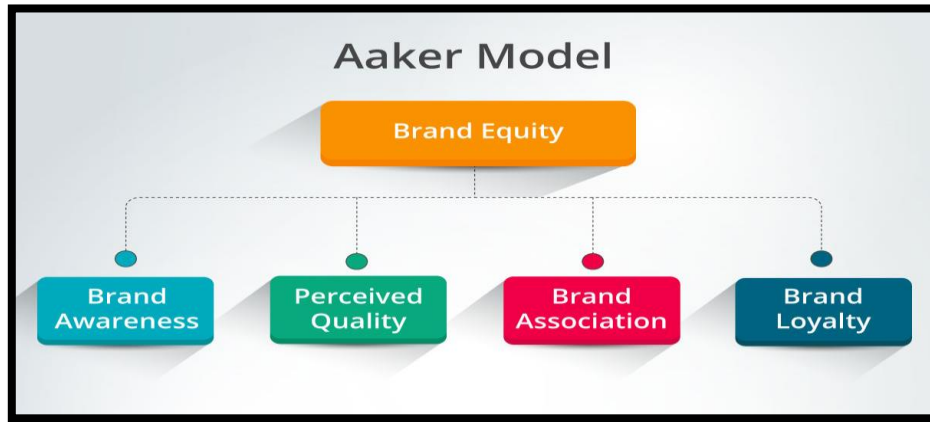 Aaker Model
Brand Equity
Brand
Awareness
Perceived
Quality
Brand
Association
Brand
Loyalty